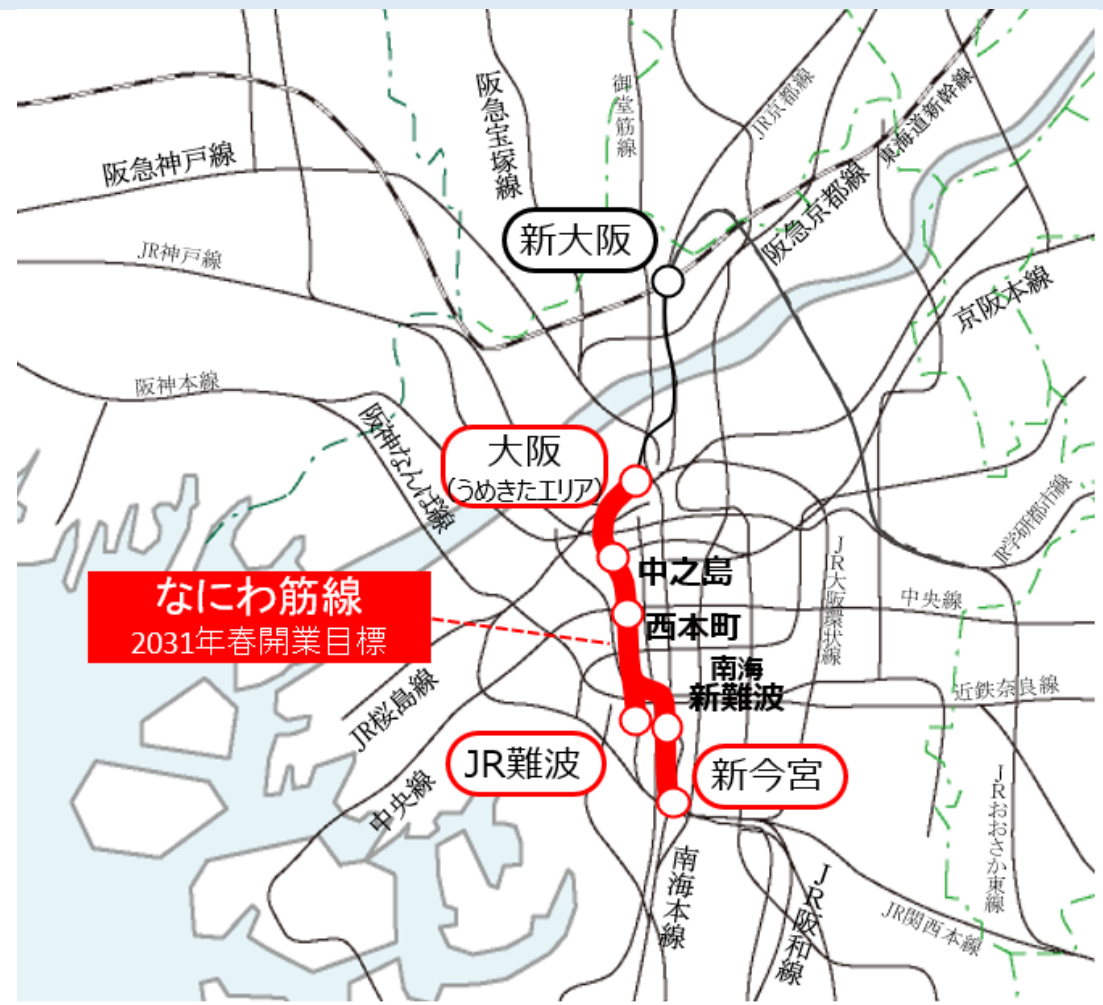 阪急宝塚線
御堂筋線
JR京都線
東海道新幹線
阪急神戸線
阪急京都線
新大阪
JR神戸線
京阪本線
阪神本線
阪神なんば線
大阪
(うめきたエリア)
JR学研都市線
JR大阪環状線
中之島
なにわ筋線
2031年春開業目標
中央線
西本町
南海
新難波
近鉄奈良線
JR桜島線
JR難波
新今宮
中央線
JRおおさか東線
南海本線
JR阪和線
JR関西本線